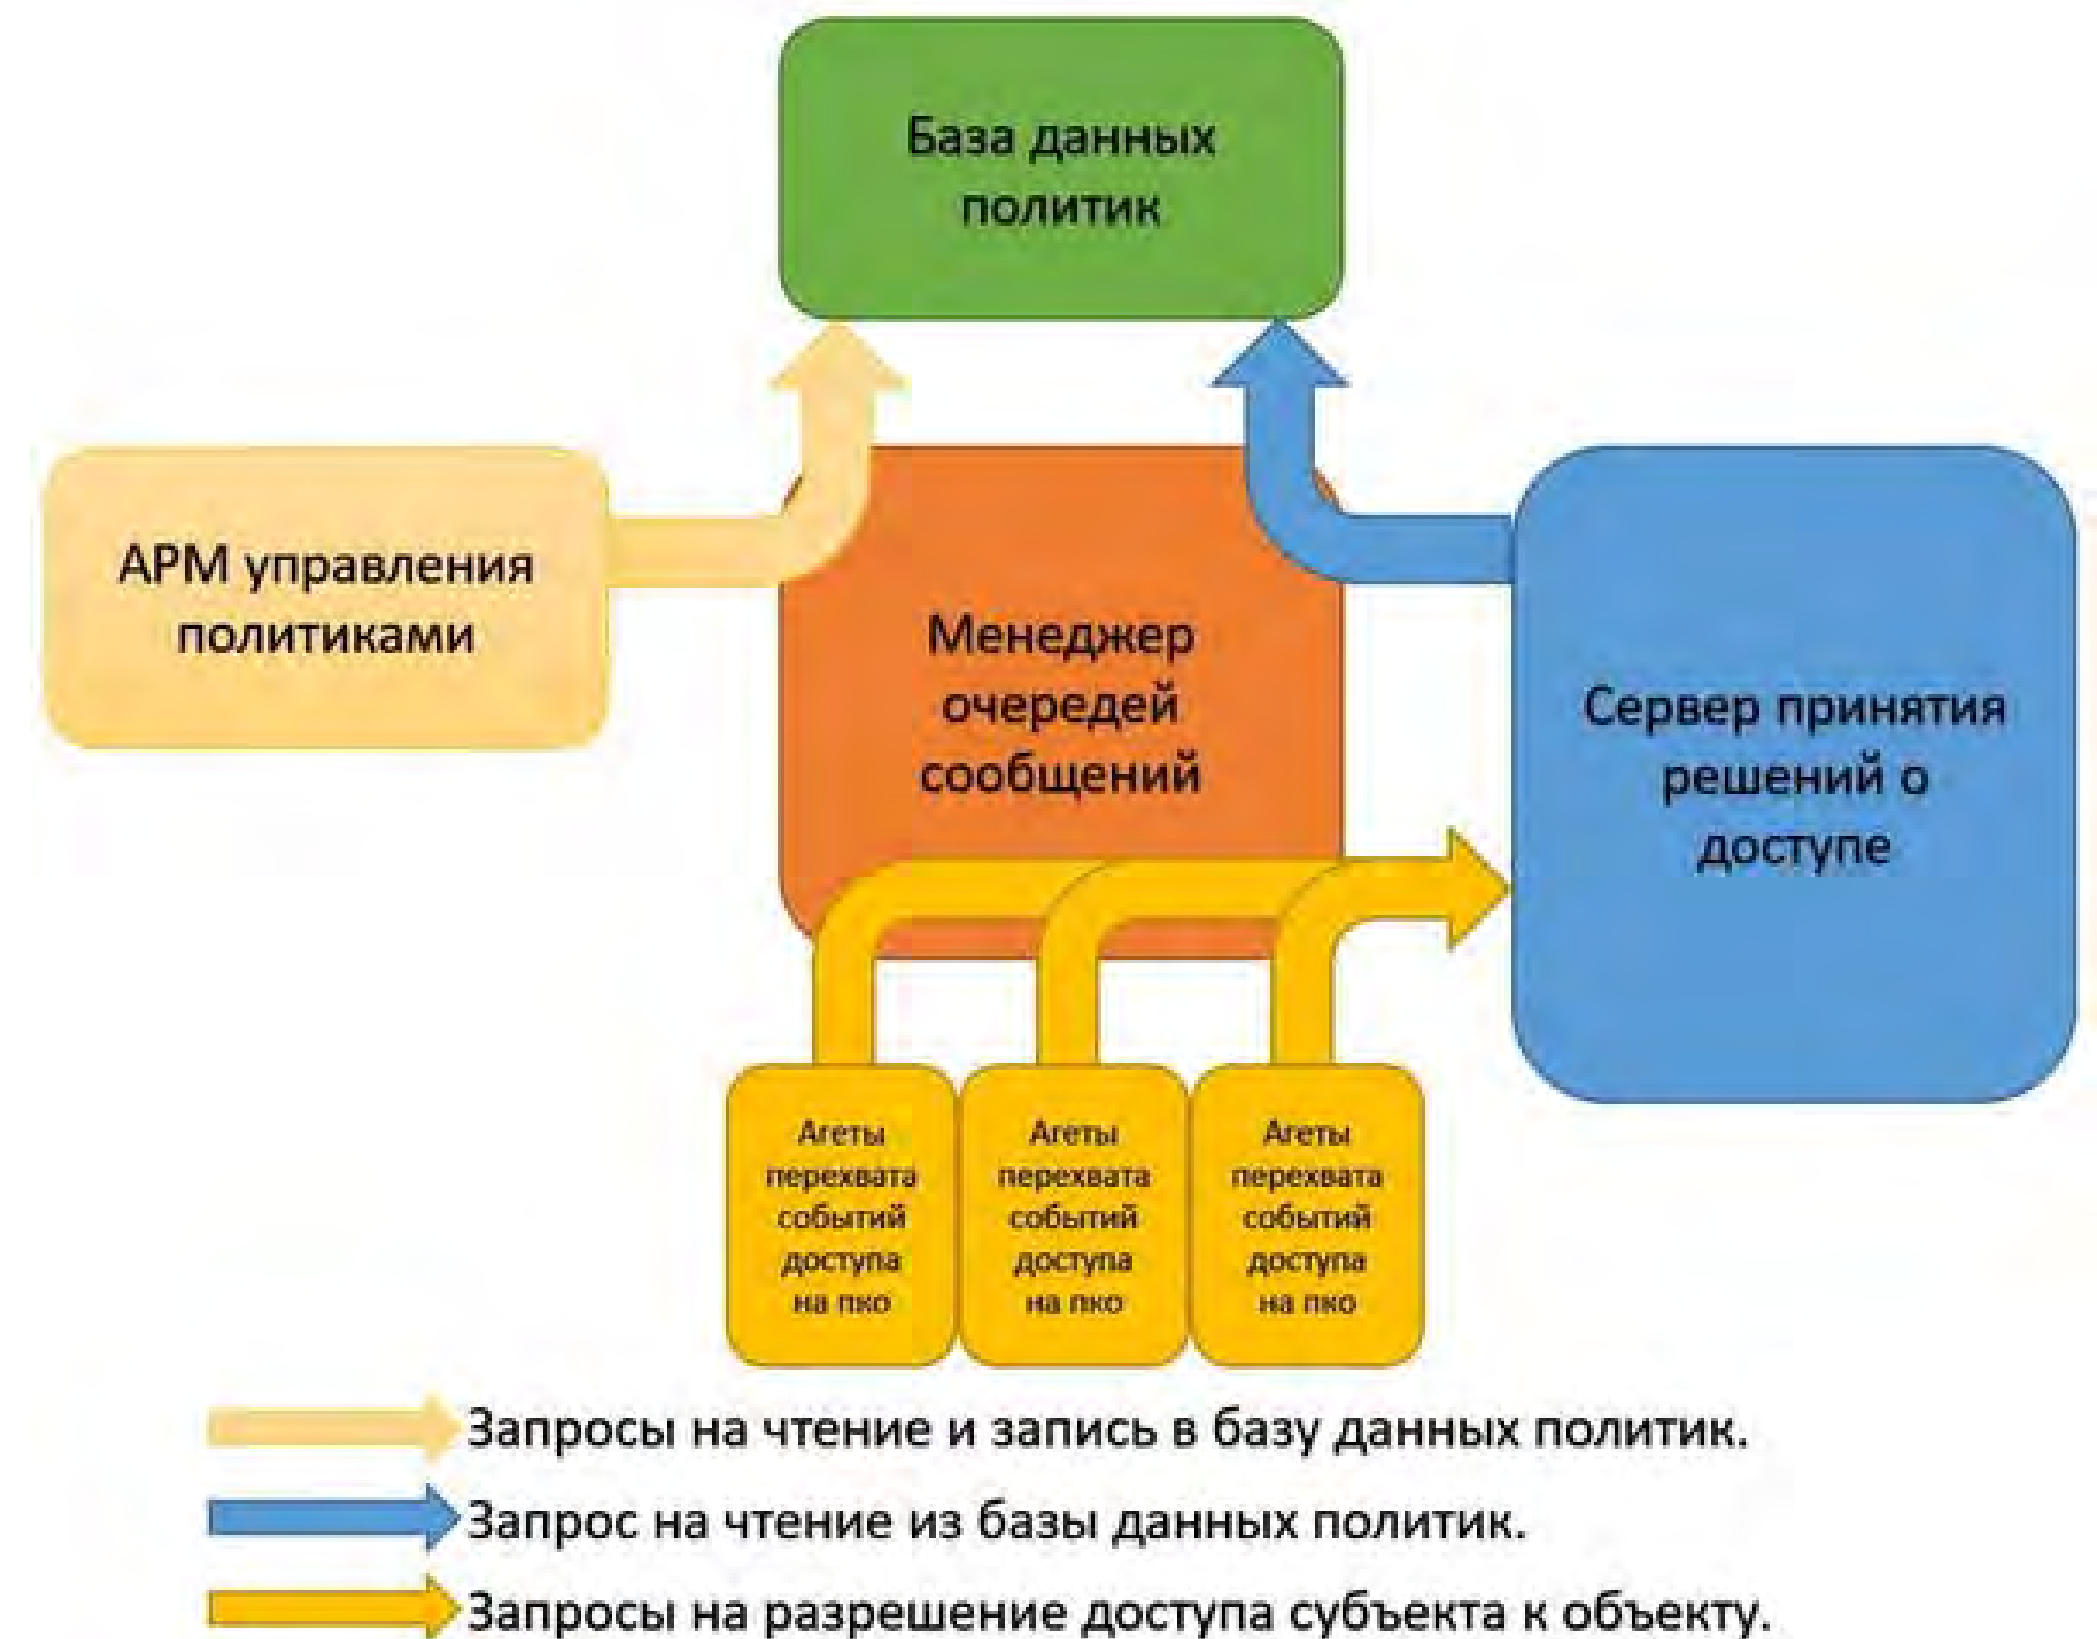 База данных
политик
АРМ управления
политиками
Менеджер
очередей
сообщений
Сервер принятия
решений о
доступе
Агеты
перехвата
событий
доступа
на пко
Агеты
перехвата
событий
доступа
на пко
Агеты
перехвата
событий
доступа
на пко
Запросы на чтение и запись в базу данных политик.
Запрос на чтение из базы данных политик.
Запросы на разрешение доступа субъекта к объекту.